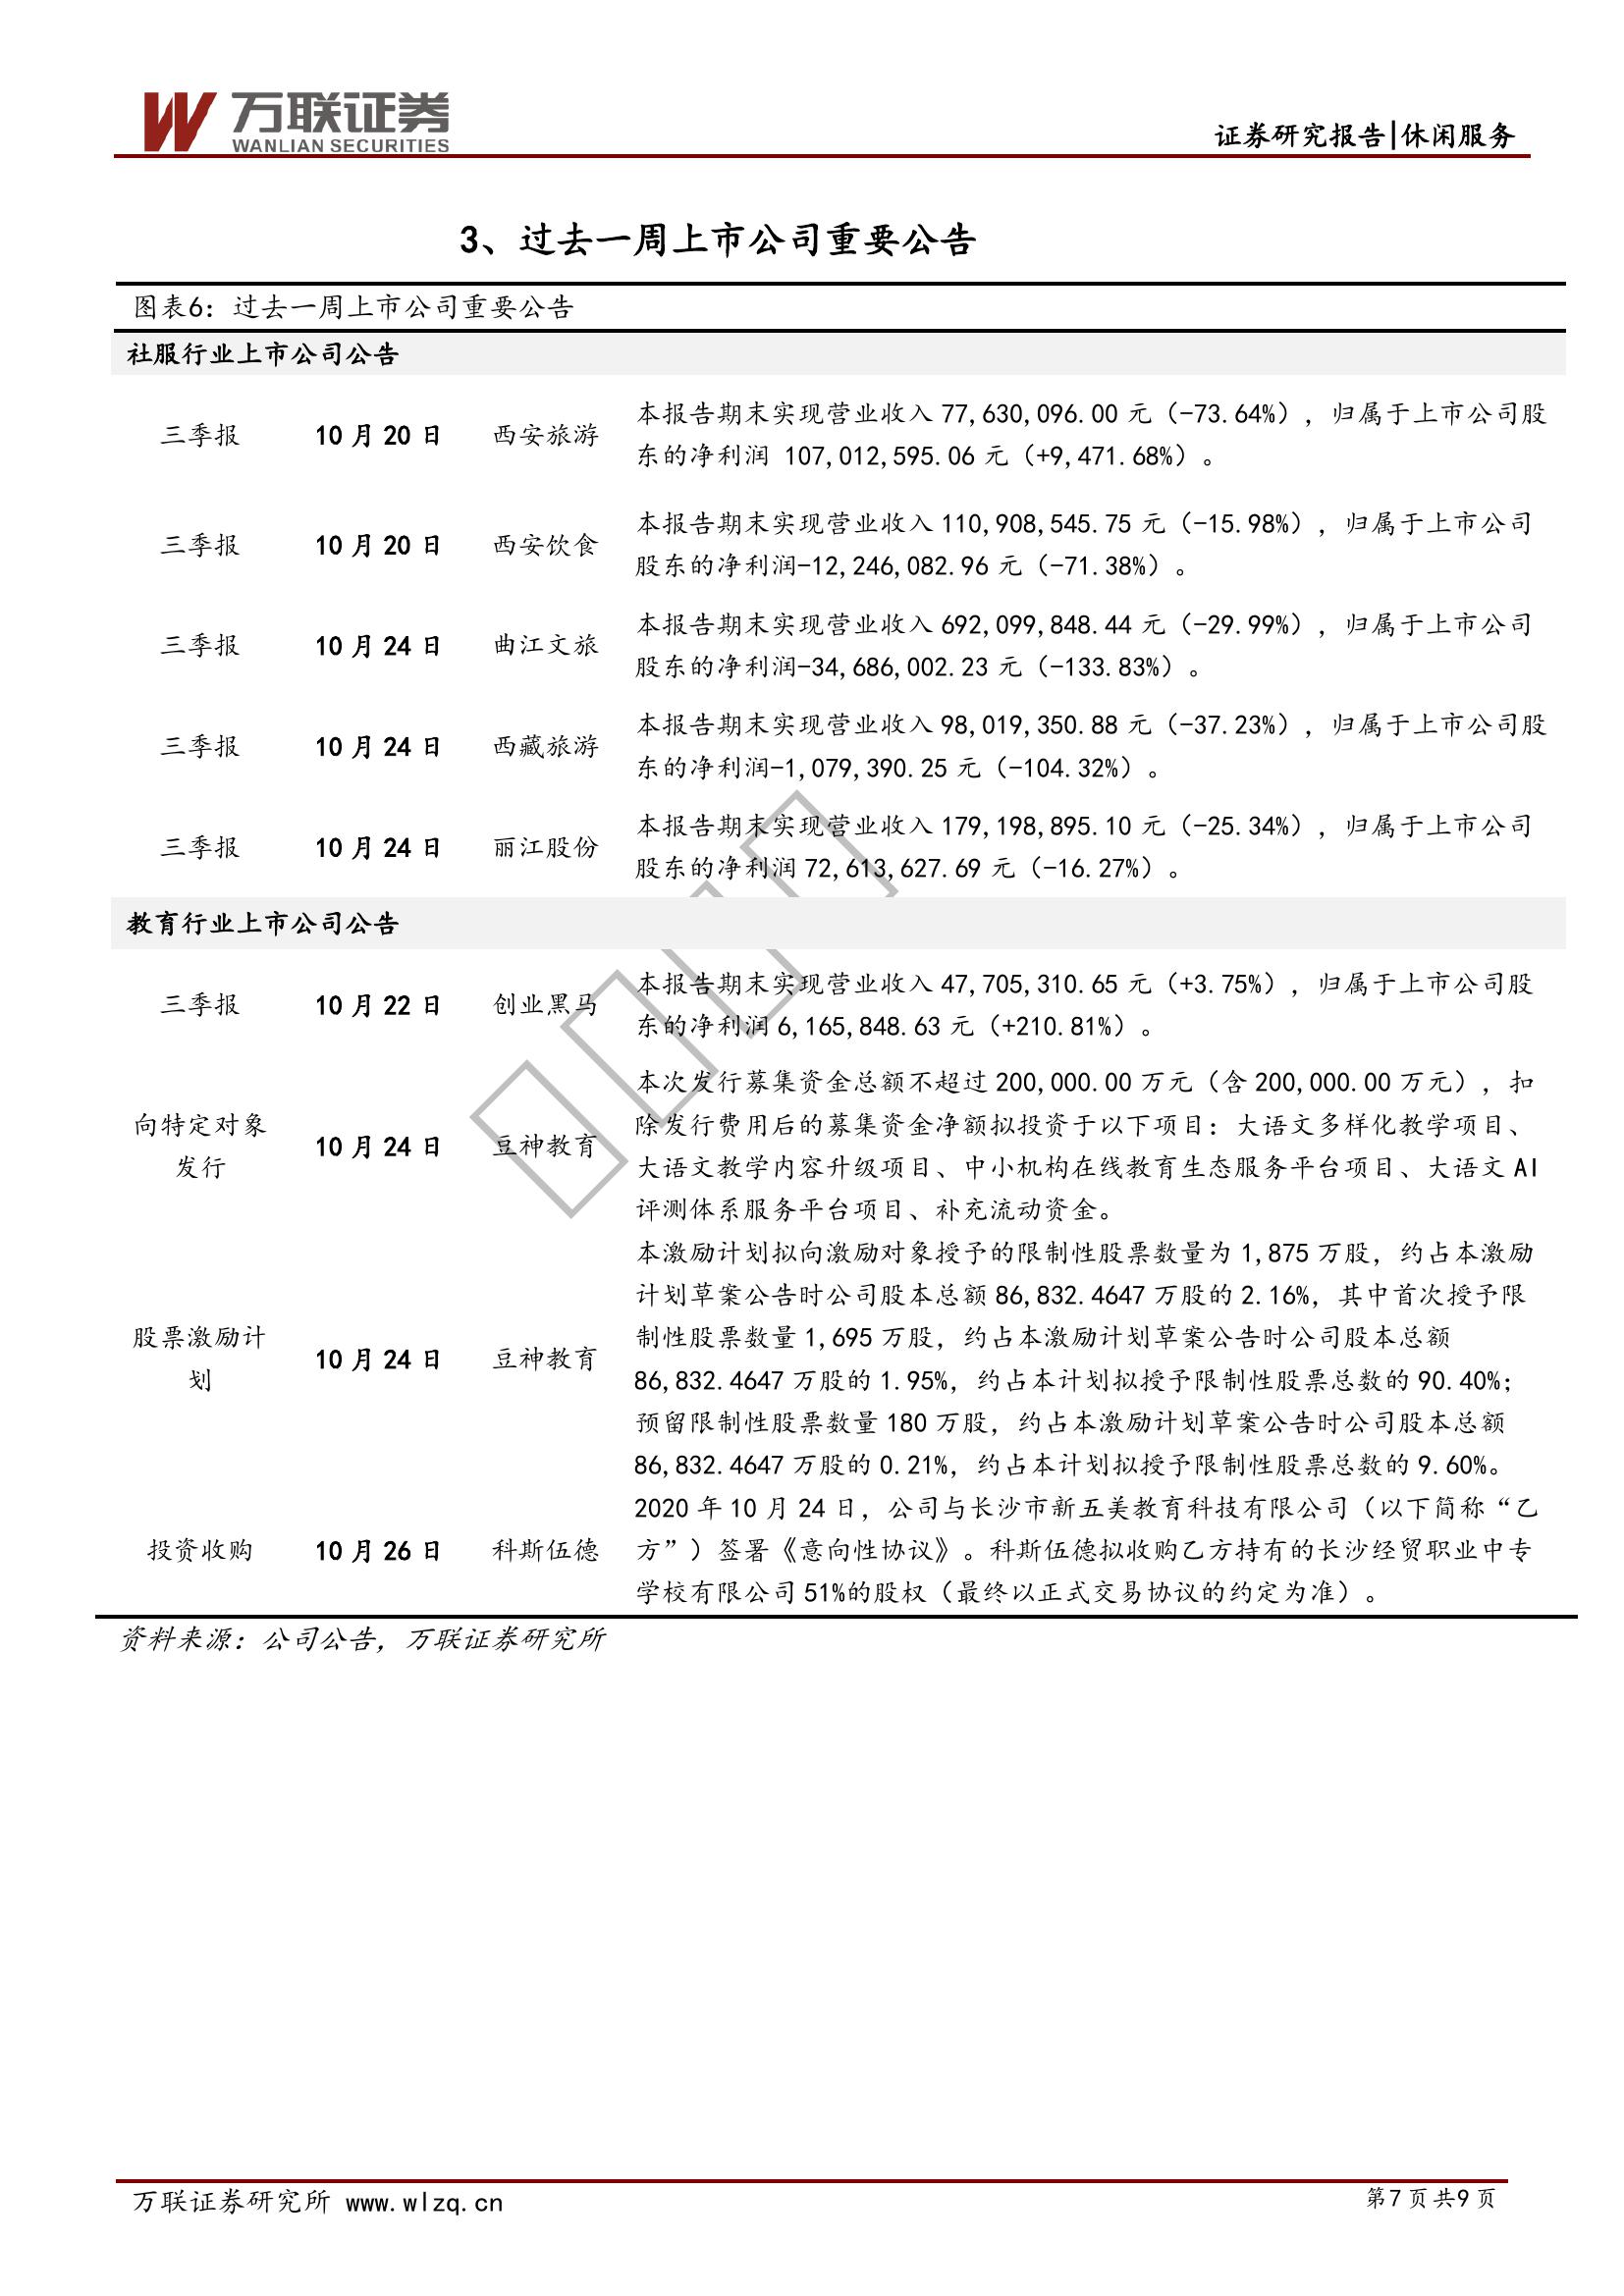 万联证券
WANLIAN SECURITIES
证券研究报告|休闲服务
3、过去一周上市公司重要公告
图表6：过去一周上市公司重要公告
社服行业上市公司公告
三季报 10 月 20 日 西安旅游
本报告期末实现营业收入 77,630,096.00 元（-73.64%），归属于上市公司股
东的净利润 107,012,595.06 元（+9,471.68%）。
三季报 10 月 20 日 西安饮食
本报告期末实现营业收入 110,908,545.75 元（-15.98%），归属于上市公司
股东的净利润-12,246,082.96 元（-71.38%）。
三季报 10 月 24 日 曲江文旅
本报告期末实现营业收入 692,099,848.44 元（-29.99%），归属于上市公司
股东的净利润-34,686,002.23 元（-133.83%）。
三季报 10 月 24 日 西藏旅游
本报告期末实现营业收入 98,019,350.88 元（-37.23%），归属于上市公司股
东的净利润-1,079,390.25 元（-104.32%）。
三季报 10 月 24 日 丽江股份
本报告期末实现营业收入 179,198,895.10 元（-25.34%），归属于上市公司
股东的净利润 72,613,627.69 元（-16.27%）。
教育行业上市公司公告
三季报 10 月 22 日 创业黑马
本报告期末实现营业收入 47,705,310.65 元（+3.75%），归属于上市公司股
东的净利润 6,165,848.63 元（+210.81%）。
向特定对象
发行
10 月 24 日 豆神教育
本次发行募集资金总额不超过 200,000.00 万元（含 200,000.00 万元），扣
除发行费用后的募集资金净额拟投资于以下项目：大语文多样化教学项目、
大语文教学内容升级项目、中小机构在线教育生态服务平台项目、大语文 AI
评测体系服务平台项目、补充流动资金。
股票激励计
划
10 月 24 日 豆神教育
本激励计划拟向激励对象授予的限制性股票数量为 1,875 万股，约占本激励
计划草案公告时公司股本总额 86,832.4647 万股的 2.16%，其中首次授予限
制性股票数量 1,695 万股，约占本激励计划草案公告时公司股本总额
86,832.4647 万股的 1.95%，约占本计划拟授予限制性股票总数的 90.40%；
预留限制性股票数量 180 万股，约占本激励计划草案公告时公司股本总额
86,832.4647 万股的 0.21%，约占本计划拟授予限制性股票总数的 9.60%。
投资收购 10 月 26 日 科斯伍德
2020 年 10 月 24 日，公司与长沙市新五美教育科技有限公司（以下简称“乙
方”）签署《意向性协议》。科斯伍德拟收购乙方持有的长沙经贸职业中专
学校有限公司 51%的股权（最终以正式交易协议的约定为准）。
资料来源：公司公告，万联证券研究所
万联证券研究所 www.wlzq.cn
第 7 页 共 9 页